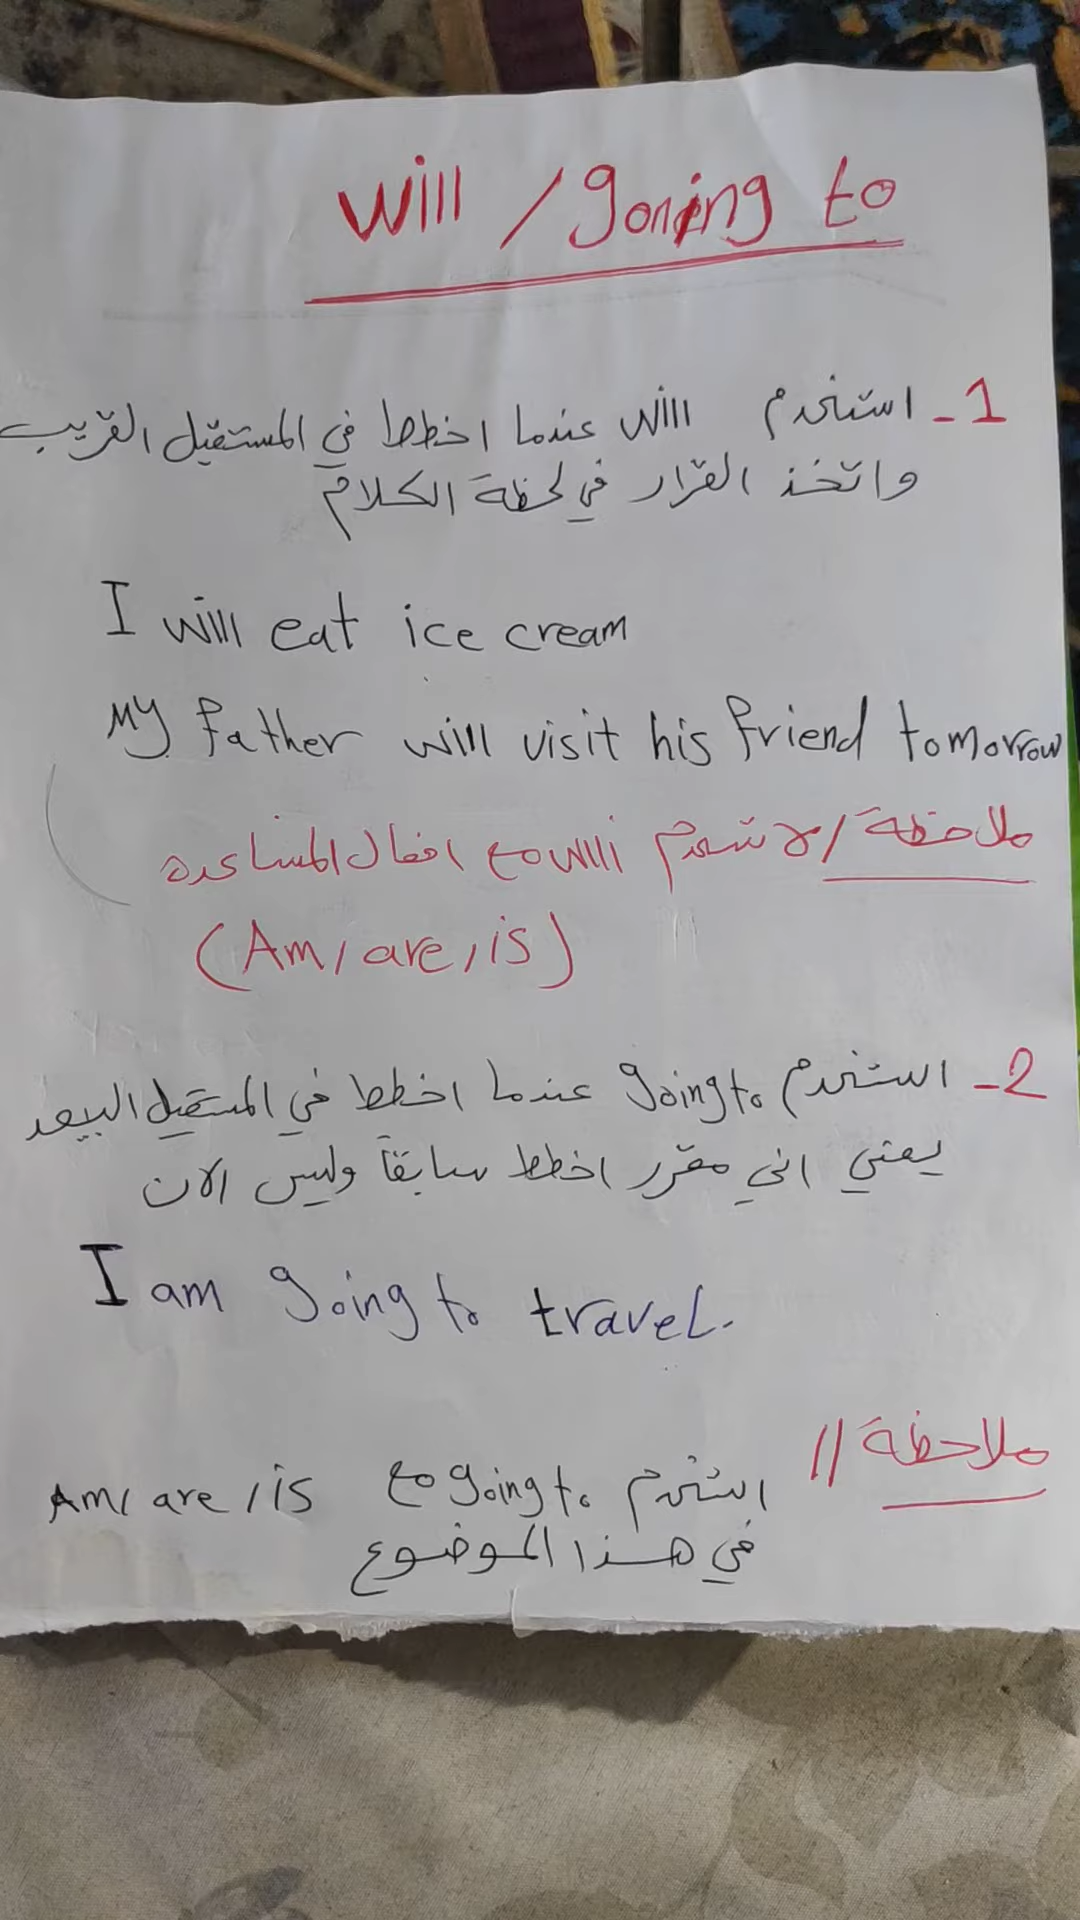 will / going to
1- استخدم will عندما اخطط في المستقبل القريب
واتخذ القرار في لحظة الكلام
I will eat ice cream
My father will visit his friend tomorrow
ملاحظة / لا تستخدم will مع افعال المساعدة
(Am / are / is)
2- استخدم going to عندما اخطط في المستقبل البعيد
يعني اني مقرر اخطط سابقاً وليس الان
I am going to travel.
ملاحظة //
استخدم going to مع Am / are / is
في هذا الموضوع